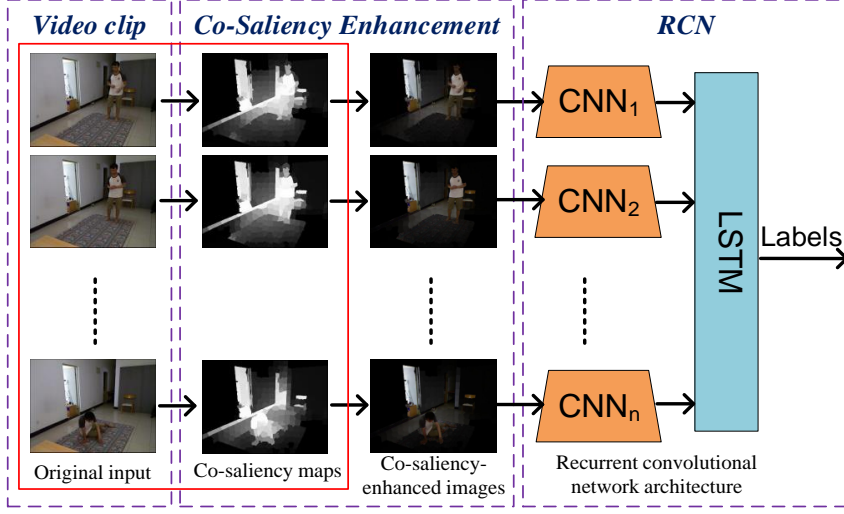 Video clip
Co-Saliency Enhancement
RCN
CNN₁
CNN₂
CNNₙ
LSTM
Labels
Original input
Co-saliency maps
Co-saliency-
enhanced images
Recurrent convolutional
network architecture